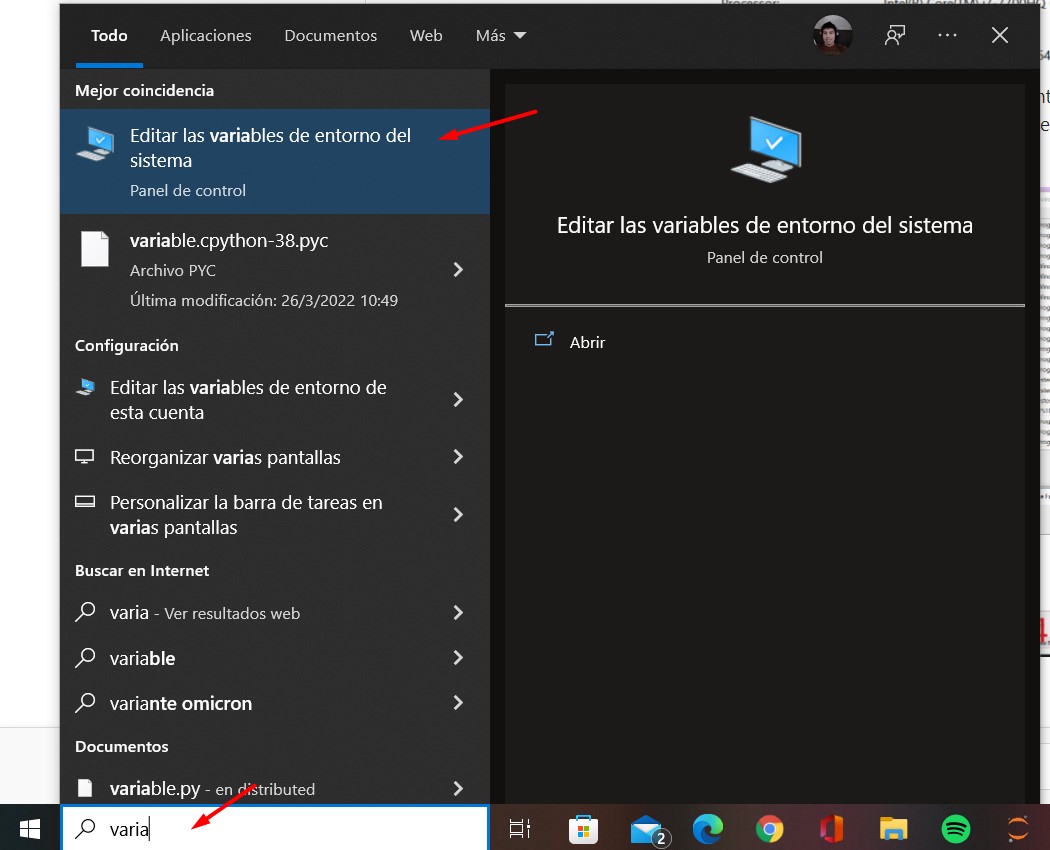 Processor:
Todo Aplicaciones Documentos Web Más
Mejor coincidencia
Editar las variables de entorno del
sistema
Panel de control
variable.cpython-38.pyc
Archivo PYC
Última modificación: 26/3/2022 10:49
Configuración
Editar las variables de entorno de
esta cuenta
Reorganizar varias pantallas
Personalizar la barra de tareas en
varias pantallas
Buscar en Internet
varia - Ver resultados web
variable
variante omicron
Documentos
variable.py - en distributed
varia
Editar las variables de entorno del sistema
Panel de control
Abrir
2